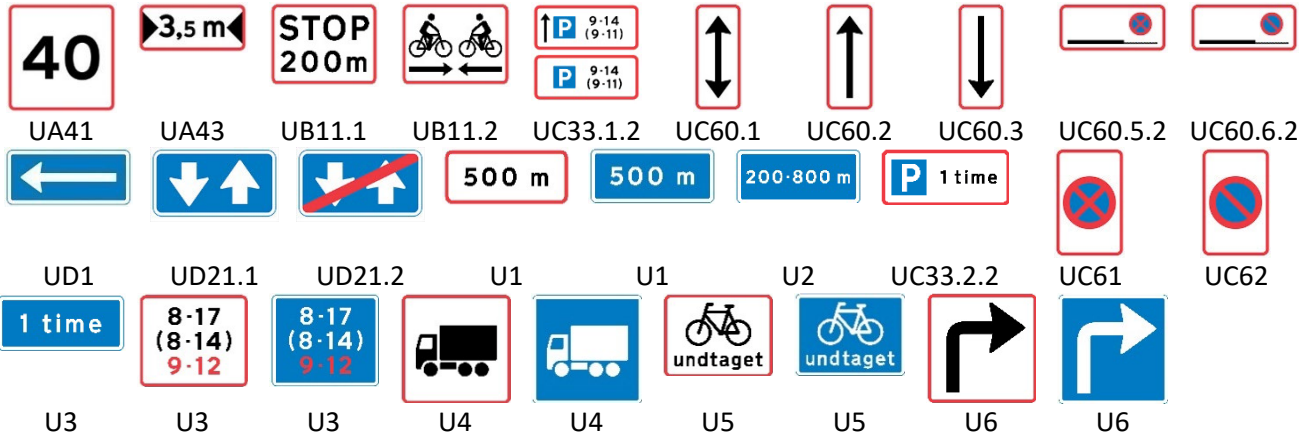 40
3,5 m
STOP
200m
P 9-14
(9-11)
P 9-14
(9-11)
UA41 UA43 UB11.1 UB11.2 UC33.1.2 UC60.1 UC60.2 UC60.3 UC60.5.2 UC60.6.2
500 m
500 m
200-800 m
P 1 time
UD1 UD21.1 UD21.2 U1 U1 U2 UC33.2.2 UC61 UC62
1 time
8-17
(8-14)
9-12
8-17
(8-14)
9-12
undtaget
undtaget
U3 U3 U3 U4 U4 U5 U5 U6 U6